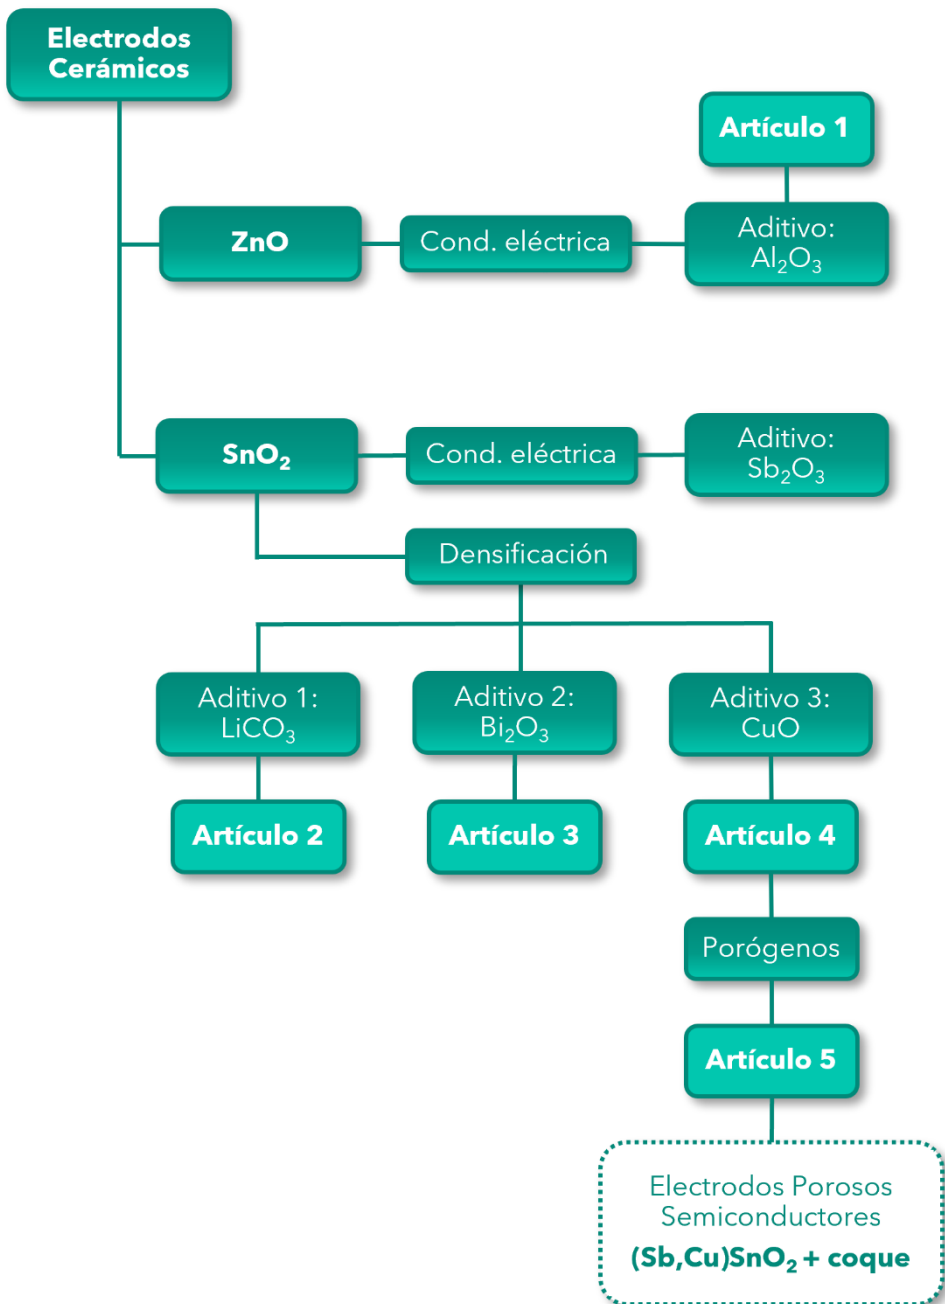 Electrodos
Cerámicos
Artículo 1
ZnO
Cond. eléctrica
Aditivo:
Al₂O₃
SnO₂
Cond. eléctrica
Aditivo:
Sb₂O₃
Densificación
Aditivo 1:
LiCO₃
Aditivo 2:
Bi₂O₃
Aditivo 3:
CuO
Artículo 2
Artículo 3
Artículo 4
Porógenos
Artículo 5
Electrodos Porosos
Semiconductores
(Sb,Cu)SnO₂ + coque